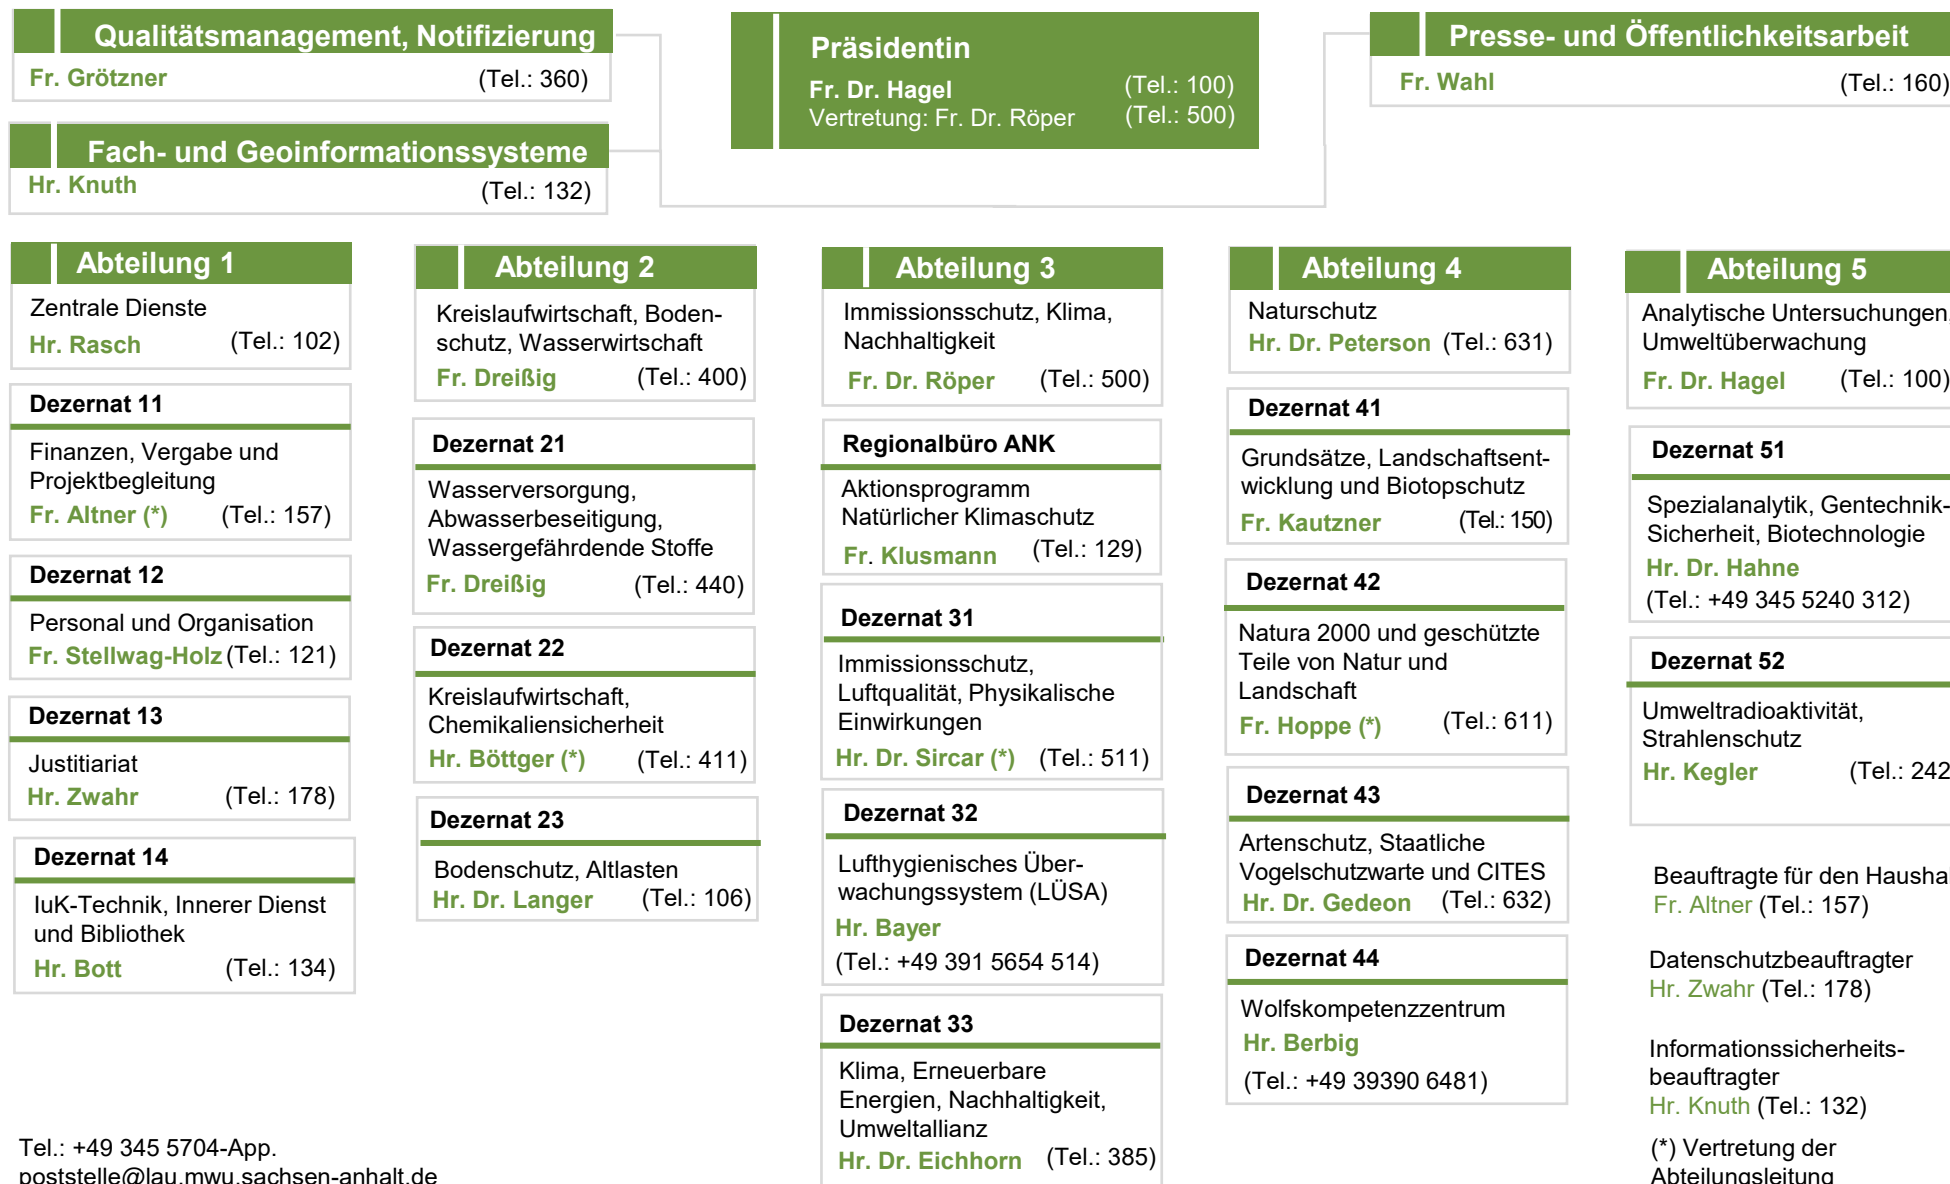 Qualitätsmanagement, Notifizierung
Fr. Grötzner (Tel.: 360)
Fach- und Geoinformationssysteme
Hr. Knuth (Tel.: 132)
Präsidentin
Fr. Dr. Hagel (Tel.: 100)
Vertretung: Fr. Dr. Röper (Tel.: 500)
Presse- und Öffentlichkeitsarbeit
Fr. Wahl (Tel.: 160)
Abteilung 1
Zentrale Dienste
Hr. Rasch (Tel.: 102)
Dezernat 11
Finanzen, Vergabe und
Projektbegleitung
Fr. Altner (*) (Tel.: 157)
Dezernat 12
Personal und Organisation
Fr. Stellwag-Holz (Tel.: 121)
Dezernat 13
Justitiariat
Hr. Zwahr (Tel.: 178)
Dezernat 14
IuK-Technik, Innerer Dienst
und Bibliothek
Hr. Bott (Tel.: 134)
Tel.: +49 345 5704-App.
poststelle@lau.mwu.sachsen-anhalt.de
Abteilung 2
Kreislaufwirtschaft, Boden-
schutz, Wasserwirtschaft
Fr. Dreißig (Tel.: 400)
Dezernat 21
Wasserversorgung,
Abwasserbeseitigung,
Wassergefährdende Stoffe
Fr. Dreißig (Tel.: 440)
Dezernat 22
Kreislaufwirtschaft,
Chemikaliensicherheit
Hr. Böttger (*) (Tel.: 411)
Dezernat 23
Bodenschutz, Altlasten
Hr. Dr. Langer (Tel.: 106)
Abteilung 3
Immissionsschutz, Klima,
Nachhaltigkeit
Fr. Dr. Röper (Tel.: 500)
Regionalbüro ANK
Aktionsprogramm
Natürlicher Klimaschutz
Fr. Klusmann (Tel.: 129)
Dezernat 31
Immissionsschutz,
Luftqualität, Physikalische
Einwirkungen
Hr. Dr. Sircar (*) (Tel.: 511)
Dezernat 32
Lufthygienisches Über-
wachungssystem (LÜSA)
Hr. Bayer
(Tel.: +49 391 5654 514)
Dezernat 33
Klima, Erneuerbare
Energien, Nachhaltigkeit,
Umweltallianz
Hr. Dr. Eichhorn (Tel.: 385)
Abteilung 4
Naturschutz
Hr. Dr. Peterson (Tel.: 631)
Dezernat 41
Grundsätze, Landschaftsent-
wicklung und Biotopschutz
Fr. Kautzner (Tel.: 150)
Dezernat 42
Natura 2000 und geschützte
Teile von Natur und
Landschaft
Fr. Hoppe (*) (Tel.: 611)
Dezernat 43
Artenschutz, Staatliche
Vogelschutzwarte und CITES
Hr. Dr. Gedeon (Tel.: 632)
Dezernat 44
Wolfskompetenzzentrum
Hr. Berbig
(Tel.: +49 39390 6481)
Abteilung 5
Analytische Untersuchungen,
Umweltüberwachung
Fr. Dr. Hagel (Tel.: 100)
Dezernat 51
Spezialanalytik, Gentechnik-
Sicherheit, Biotechnologie
Hr. Dr. Hahne
(Tel.: +49 345 5240 312)
Dezernat 52
Umweltradioaktivität,
Strahlenschutz
Hr. Kegler (Tel.: 242
Beauftragte für den Haushal
Fr. Altner (Tel.: 157)
Datenschutzbeauftragter
Hr. Zwahr (Tel.: 178)
Informationssicherheits-
beauftragter
Hr. Knuth (Tel.: 132)
(*) Vertretung der
Abteilungsleitung